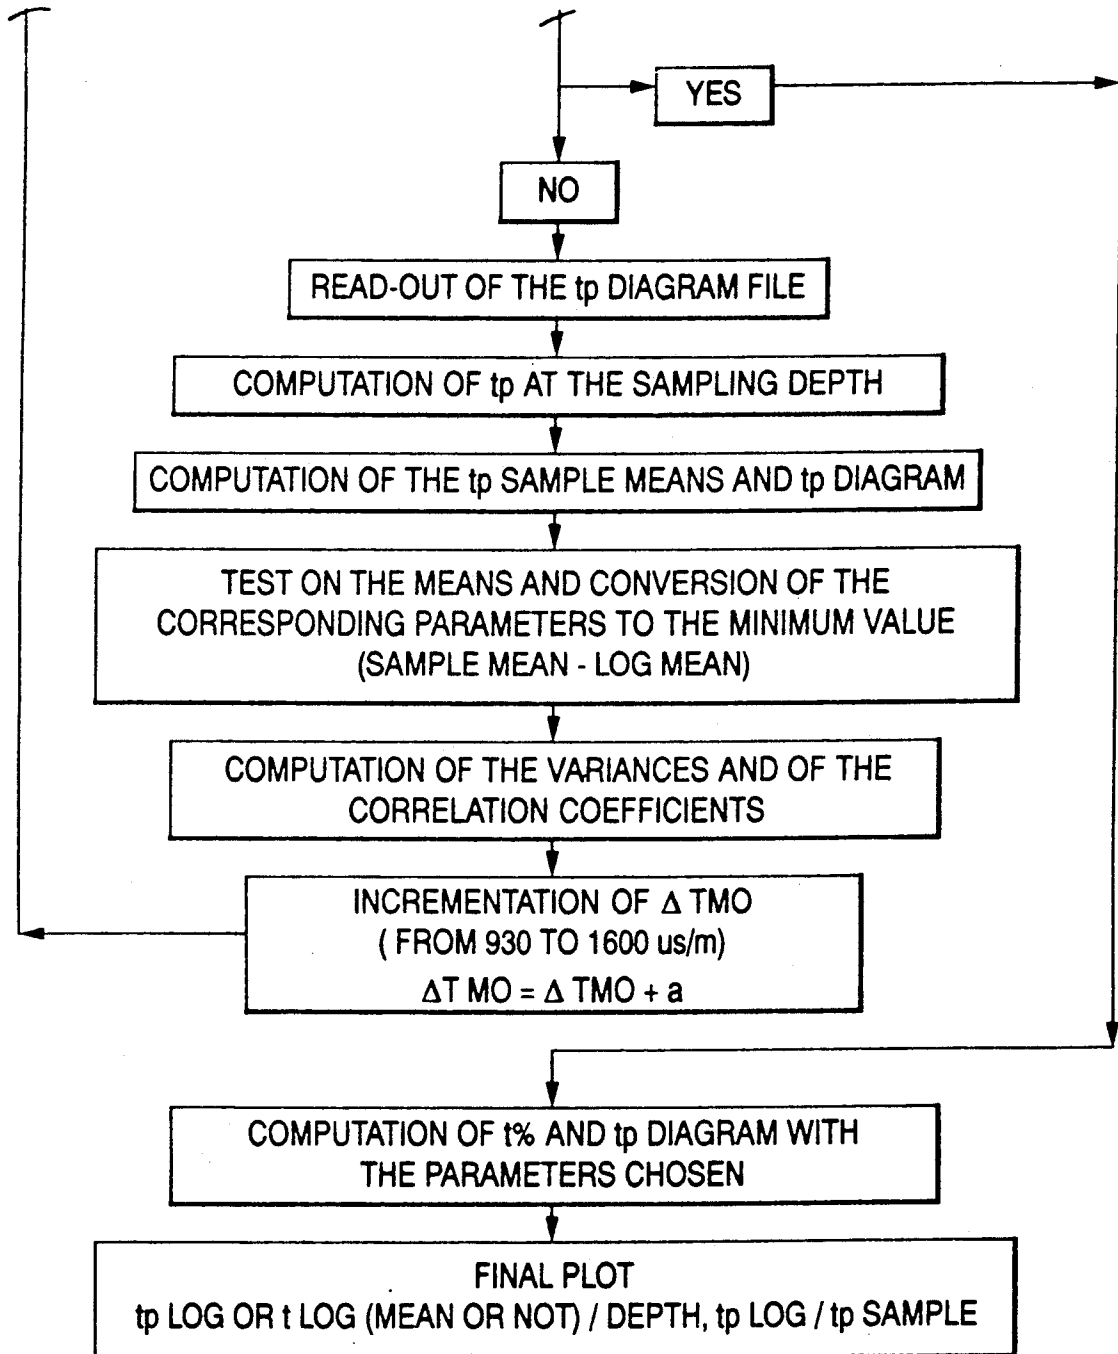 YES
NO
READ-OUT OF THE tp DIAGRAM FILE
COMPUTATION OF tp AT THE SAMPLING DEPTH
COMPUTATION OF THE tp SAMPLE MEANS AND tp DIAGRAM
TEST ON THE MEANS AND CONVERSION OF THE
CORRESPONDING PARAMETERS TO THE MINIMUM VALUE
(SAMPLE MEAN - LOG MEAN)
COMPUTATION OF THE VARIANCES AND OF THE
CORRELATION COEFFICIENTS
INCREMENTATION OF Δ TMO
( FROM 930 TO 1600 us/m)
ΔT MO = Δ TMO + a
COMPUTATION OF t% AND tp DIAGRAM WITH
THE PARAMETERS CHOSEN
FINAL PLOT
tp LOG OR t LOG (MEAN OR NOT) / DEPTH, tp LOG / tp SAMPLE